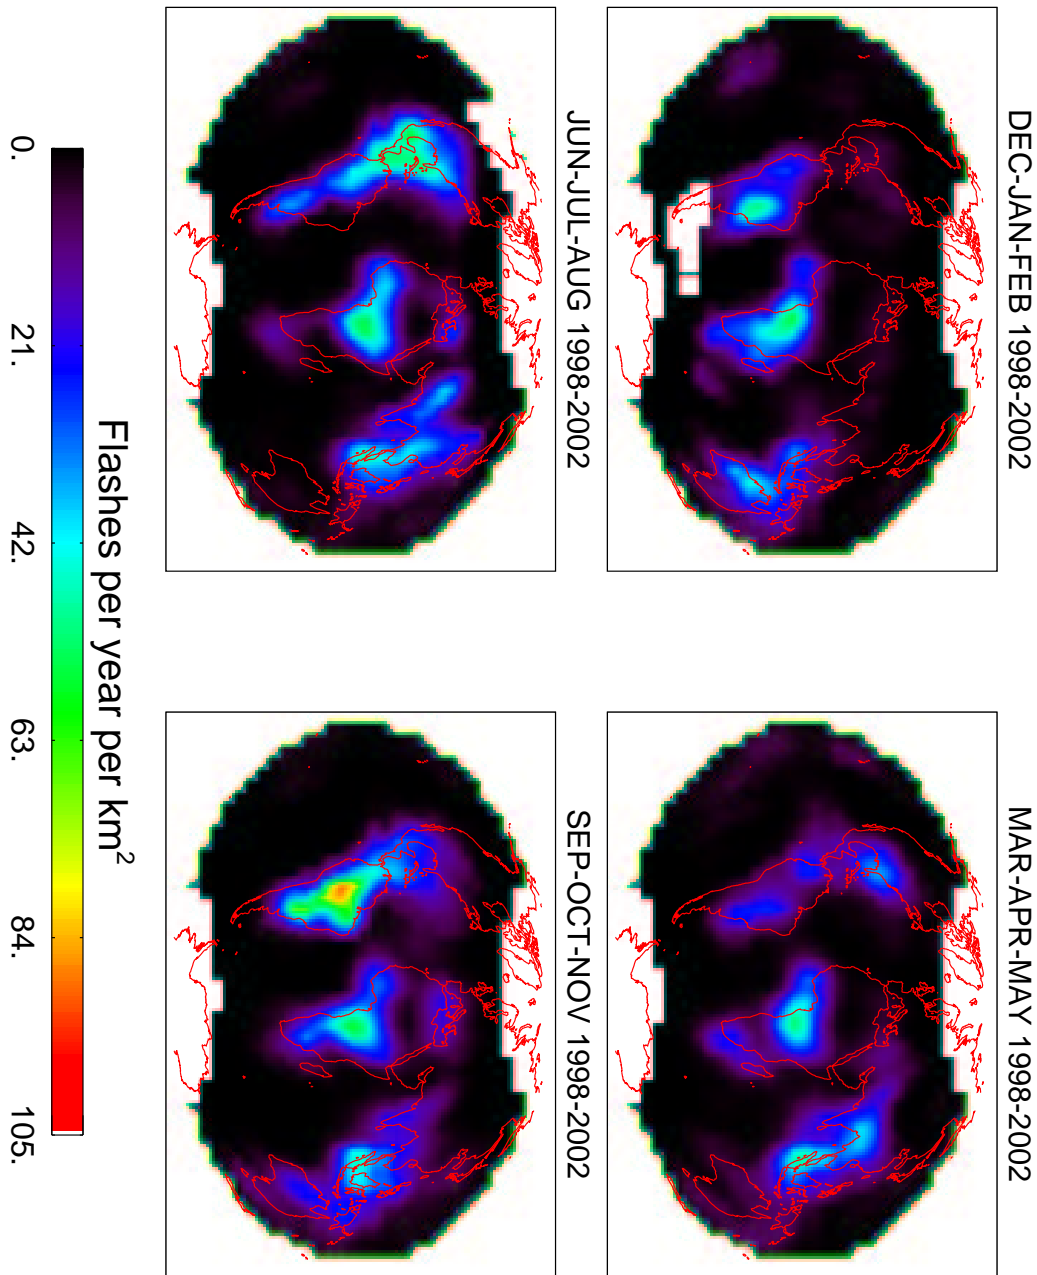 DEC-JAN-FEB 1998-2002
MAR-APR-MAY 1998-2002
JUN-JUL-AUG 1998-2002
SEP-OCT-NOV 1998-2002
Flashes per year per km²
0. 21. 42. 63. 84. 105.